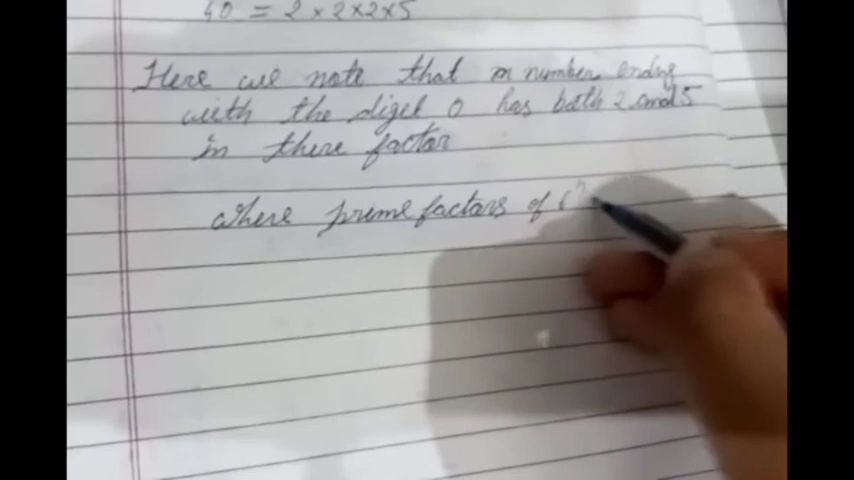 40 = 2 × 2 × 2 × 5
Here we note that a number ending
with the digit 0 has both 2 and 5
in there factor
where prime factors of 6ⁿ